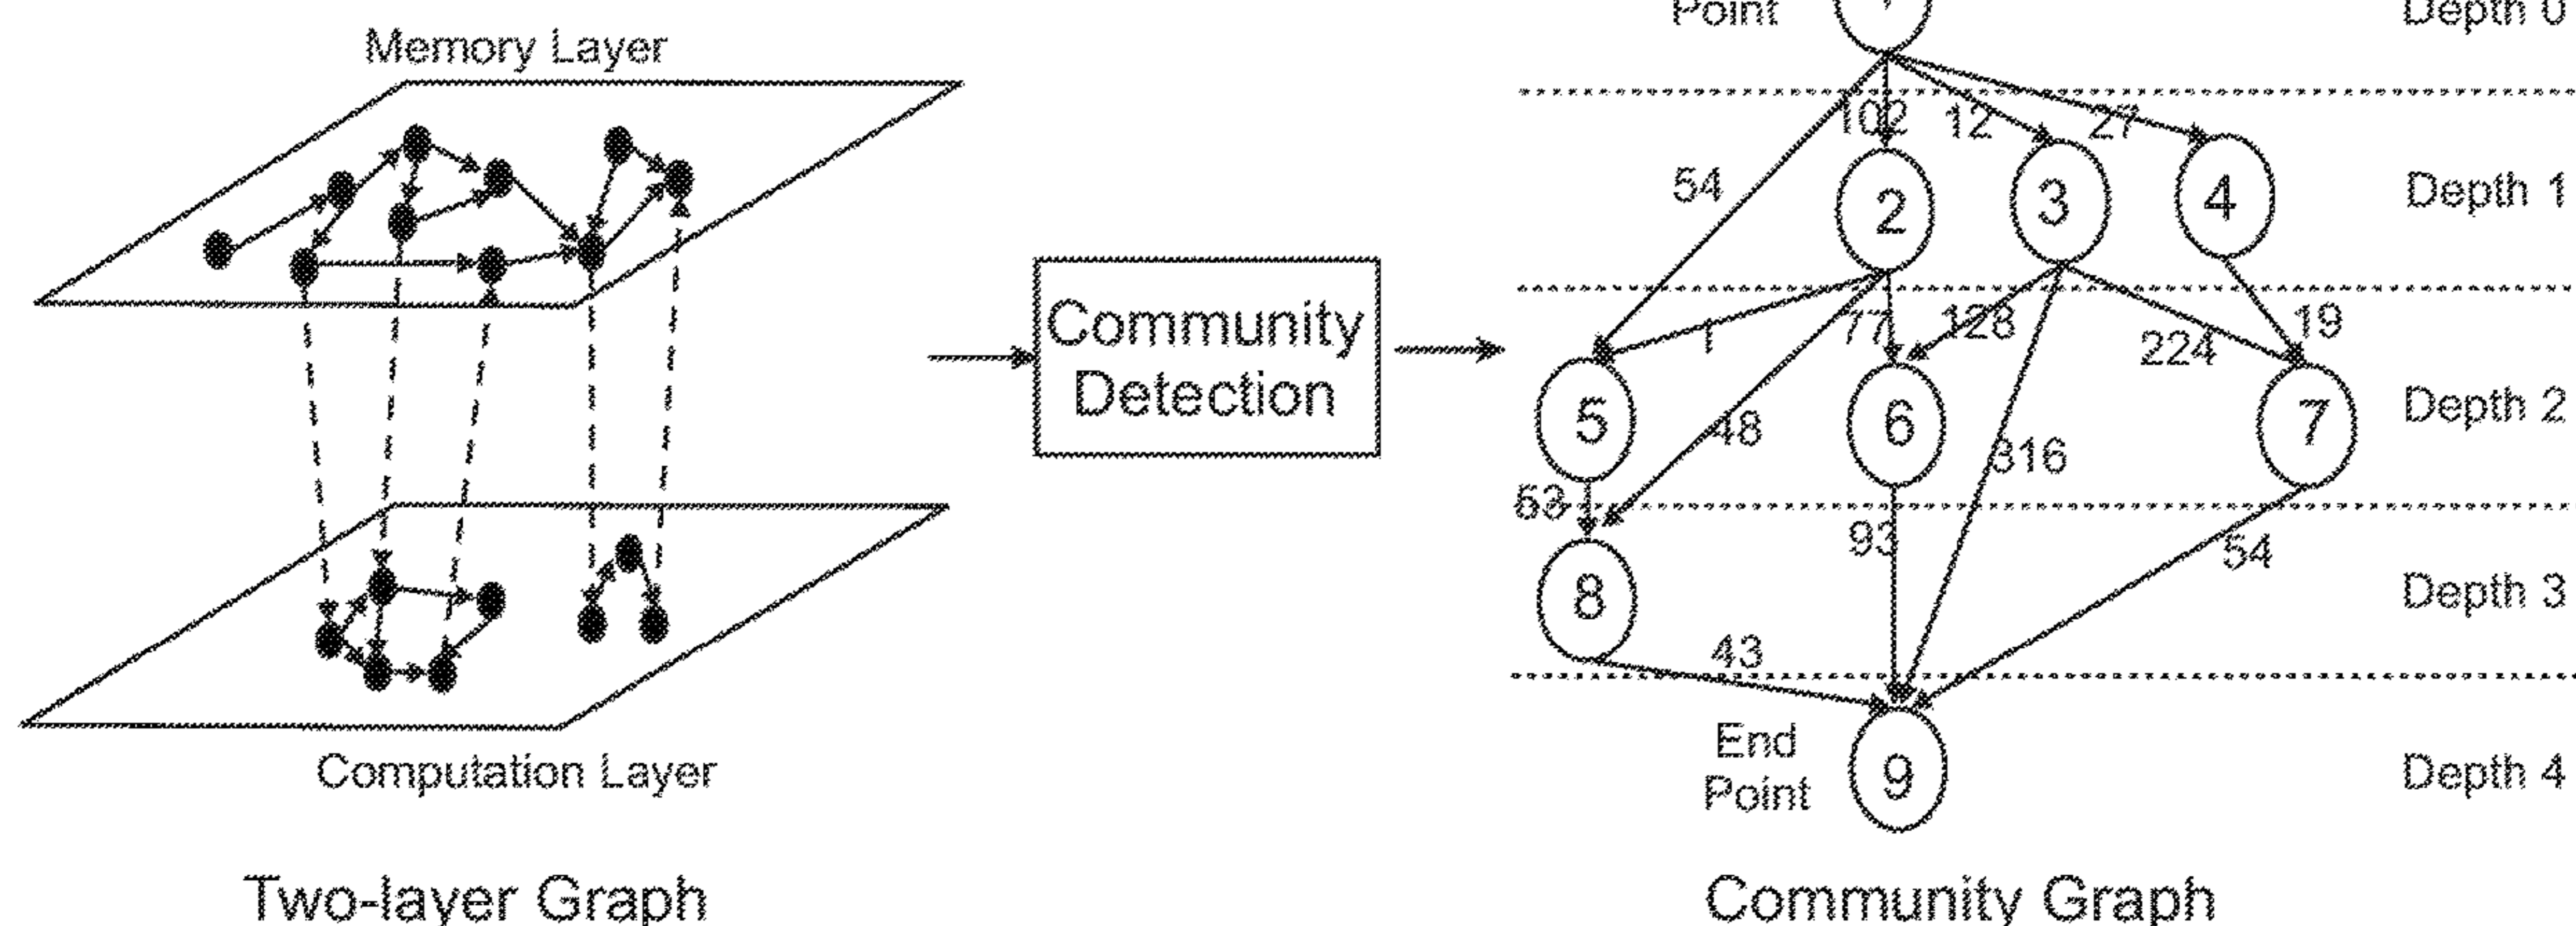 Memory Layer
Community
Detection
Computation Layer
Two-layer Graph
Point
Depth 0
102
12
27
54
2
3
4
Depth 1
1
77
128
224
19
5
6
7
Depth 2
48
316
53
93
54
8
Depth 3
43
End
Point
9
Depth 4
Community Graph